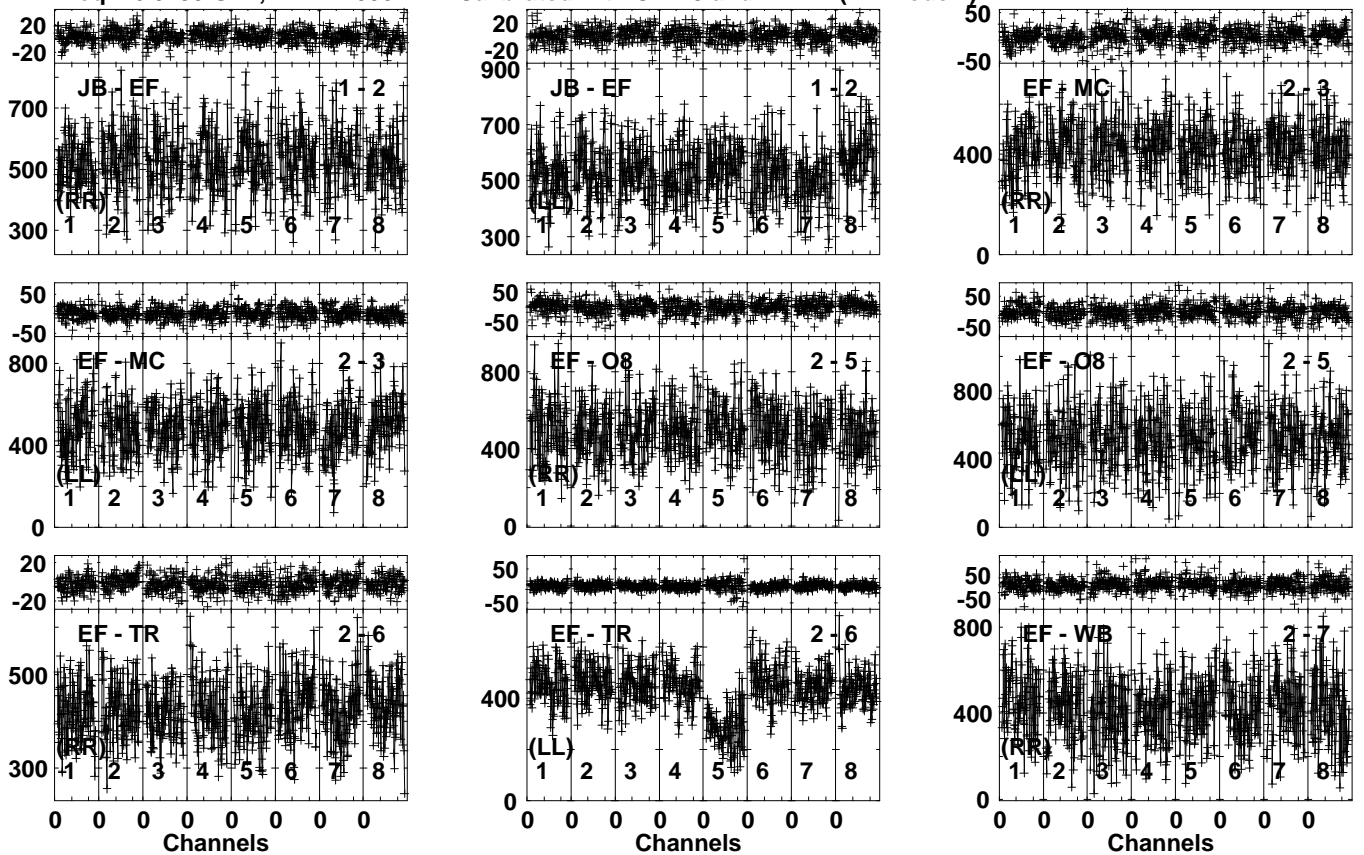 20
-20
JB - EF 1 - 2
700
500
300
(RR)
1 2 3 4 5 6 7 8
20
-20
JB - EF 1 - 2
900
700
500
300
(LL)
1 2 3 4 5 6 7 8
50
-50
EF - MC 2 - 3
400
0
(RR)
1 2 3 4 5 6 7 8
50
-50
EF - MC 2 - 3
800
400
0
(LL)
1 2 3 4 5 6 7 8
50
-50
EF - O8 2 - 5
800
400
0
(RR)
1 2 3 4 5 6 7 8
50
-50
EF - O8 2 - 5
800
400
0
(LL)
1 2 3 4 5 6 7 8
20
-20
EF - TR 2 - 6
500
300
(RR)
1 2 3 4 5 6 7 8
0 0 0 0 0 0 0 0
Channels
50
-50
EF - TR 2 - 6
400
0
(LL)
1 2 3 4 5 6 7 8
0 0 0 0 0 0 0 0
Channels
50
-50
EF - WB 2 - 7
800
400
0
(RR)
1 2 3 4 5 6 7 8
0 0 0 0 0 0 0 0
Channels